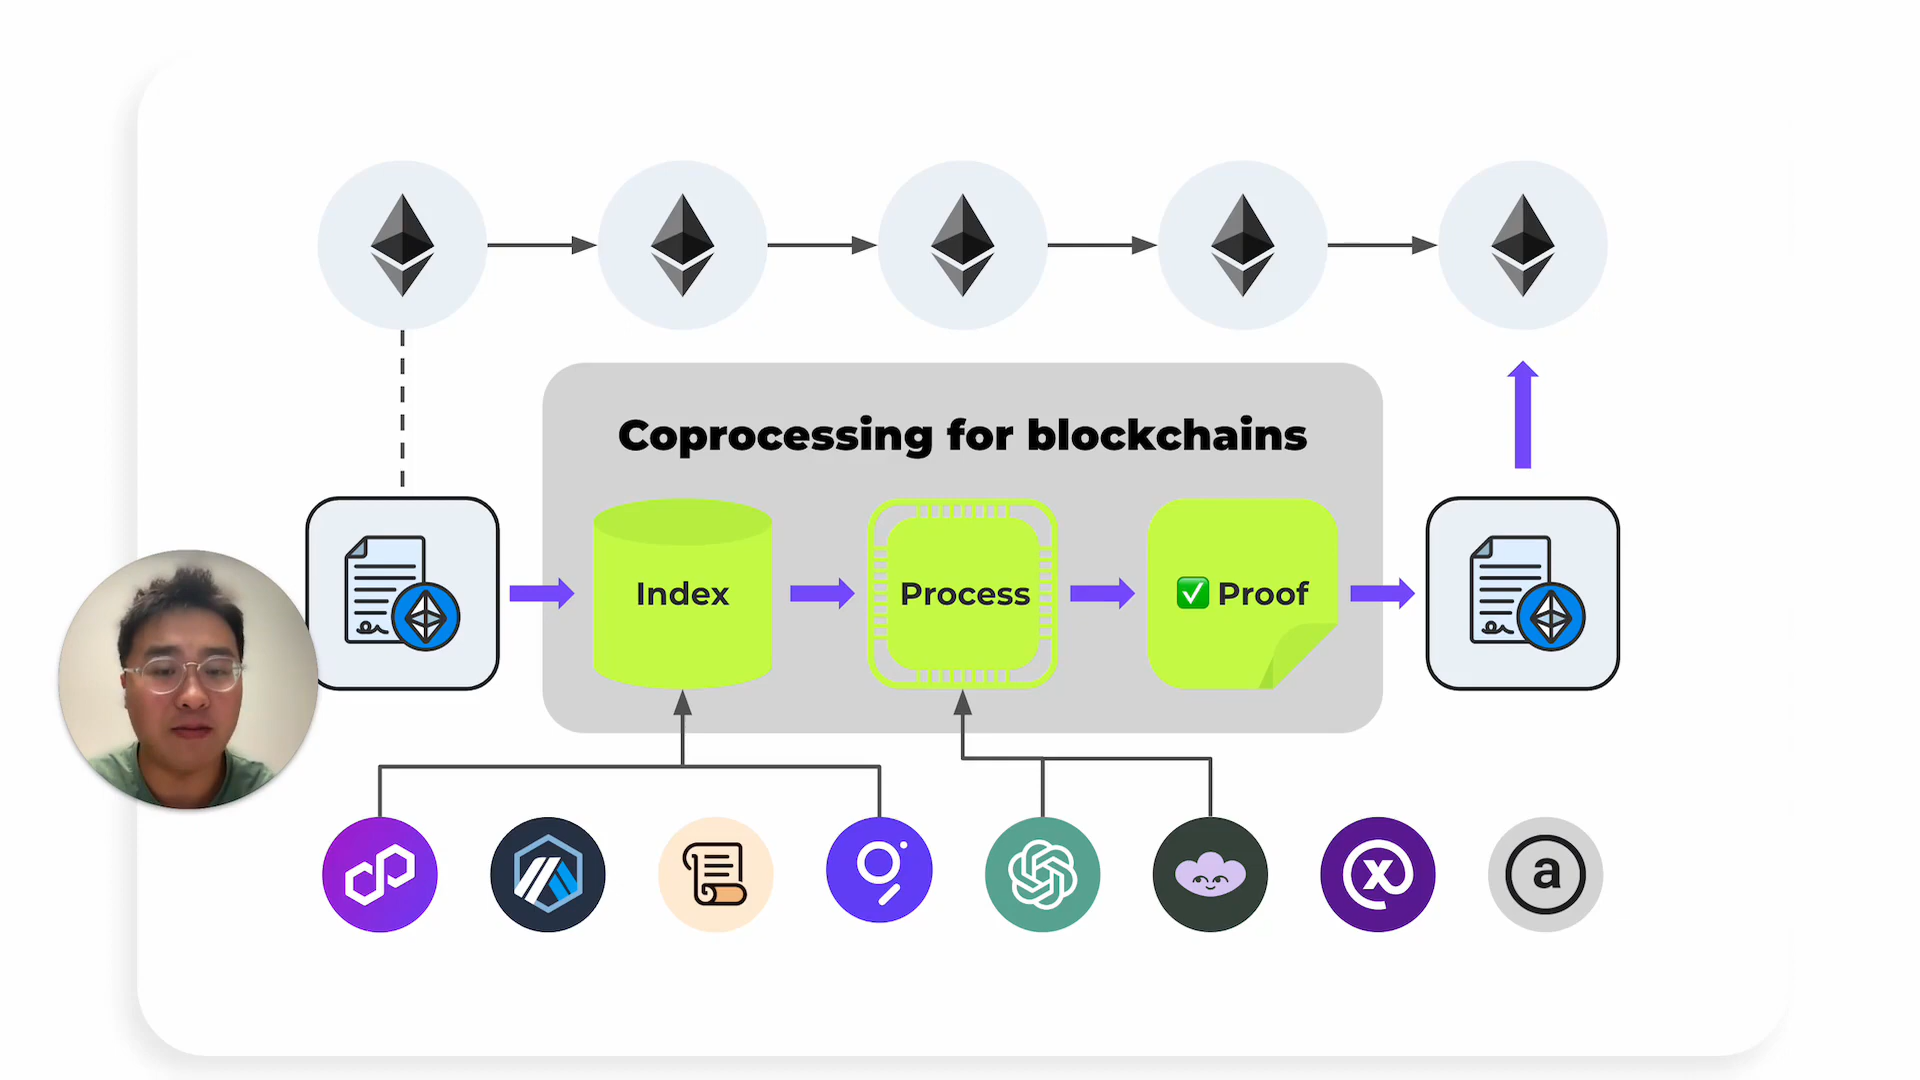 Coprocessing for blockchains
Index
Process
✅ Proof
x
a